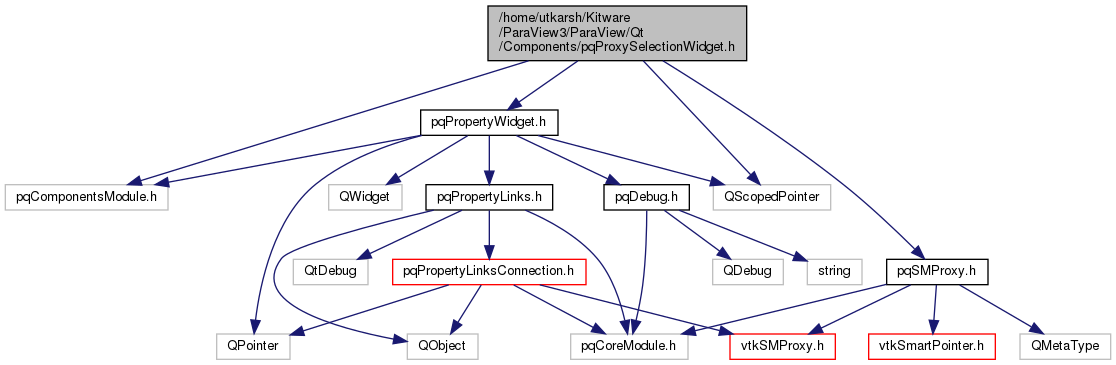 /home/utkarsh/Kitware
/ParaView3/ParaView/Qt
/Components/pqProxySelectionWidget.h
pqPropertyWidget.h
pqComponentsModule.h
QWidget
pqPropertyLinks.h
pqDebug.h
QScopedPointer
QtDebug
pqPropertyLinksConnection.h
QDebug
string
pqSMProxy.h
QPointer
QObject
pqCoreModule.h
vtkSMProxy.h
vtkSmartPointer.h
QMetaType